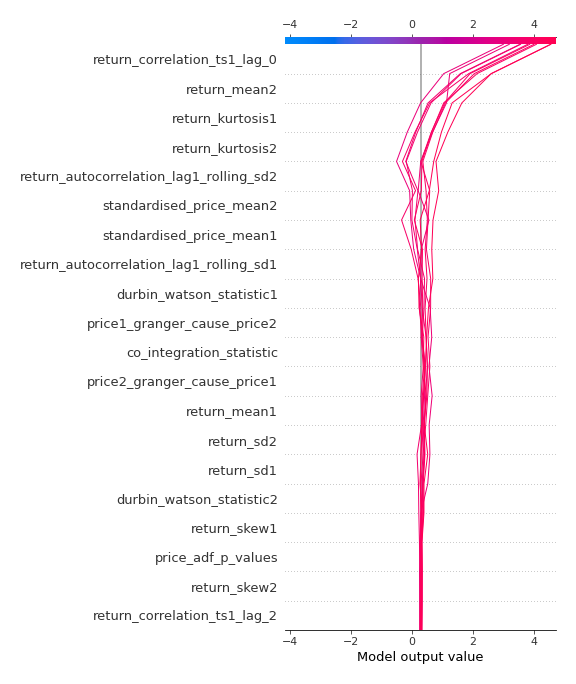 −4 −2 0 2 4
return_correlation_ts1_lag_0
return_mean2
return_kurtosis1
return_kurtosis2
return_autocorrelation_lag1_rolling_sd2
standardised_price_mean2
standardised_price_mean1
return_autocorrelation_lag1_rolling_sd1
durbin_watson_statistic1
price1_granger_cause_price2
co_integration_statistic
price2_granger_cause_price1
return_mean1
return_sd2
return_sd1
durbin_watson_statistic2
return_skew1
price_adf_p_values
return_skew2
return_correlation_ts1_lag_2
−4 −2 0 2 4
Model output value